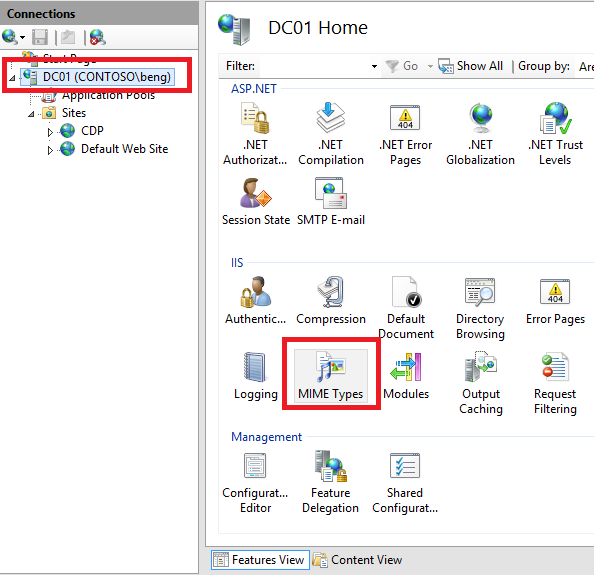 Connections
Start Page
DC01 (CONTOSO\beng)
Application Pools
Sites
CDP
Default Web Site
DC01 Home
Filter:
Go
Show All
Group by:
Are
ASP.NET
.NET
Authorizat...
.NET
Compilation
.NET Error
Pages
.NET
Globalization
.NET Trust
Levels
Session State
SMTP E-mail
IIS
Authentic...
Compression
Default
Document
Directory
Browsing
Error Pages
Logging
MIME Types
Modules
Output
Caching
Request
Filtering
Management
Configurat...
Editor
Feature
Delegation
Shared
Configurat...
Features View
Content View